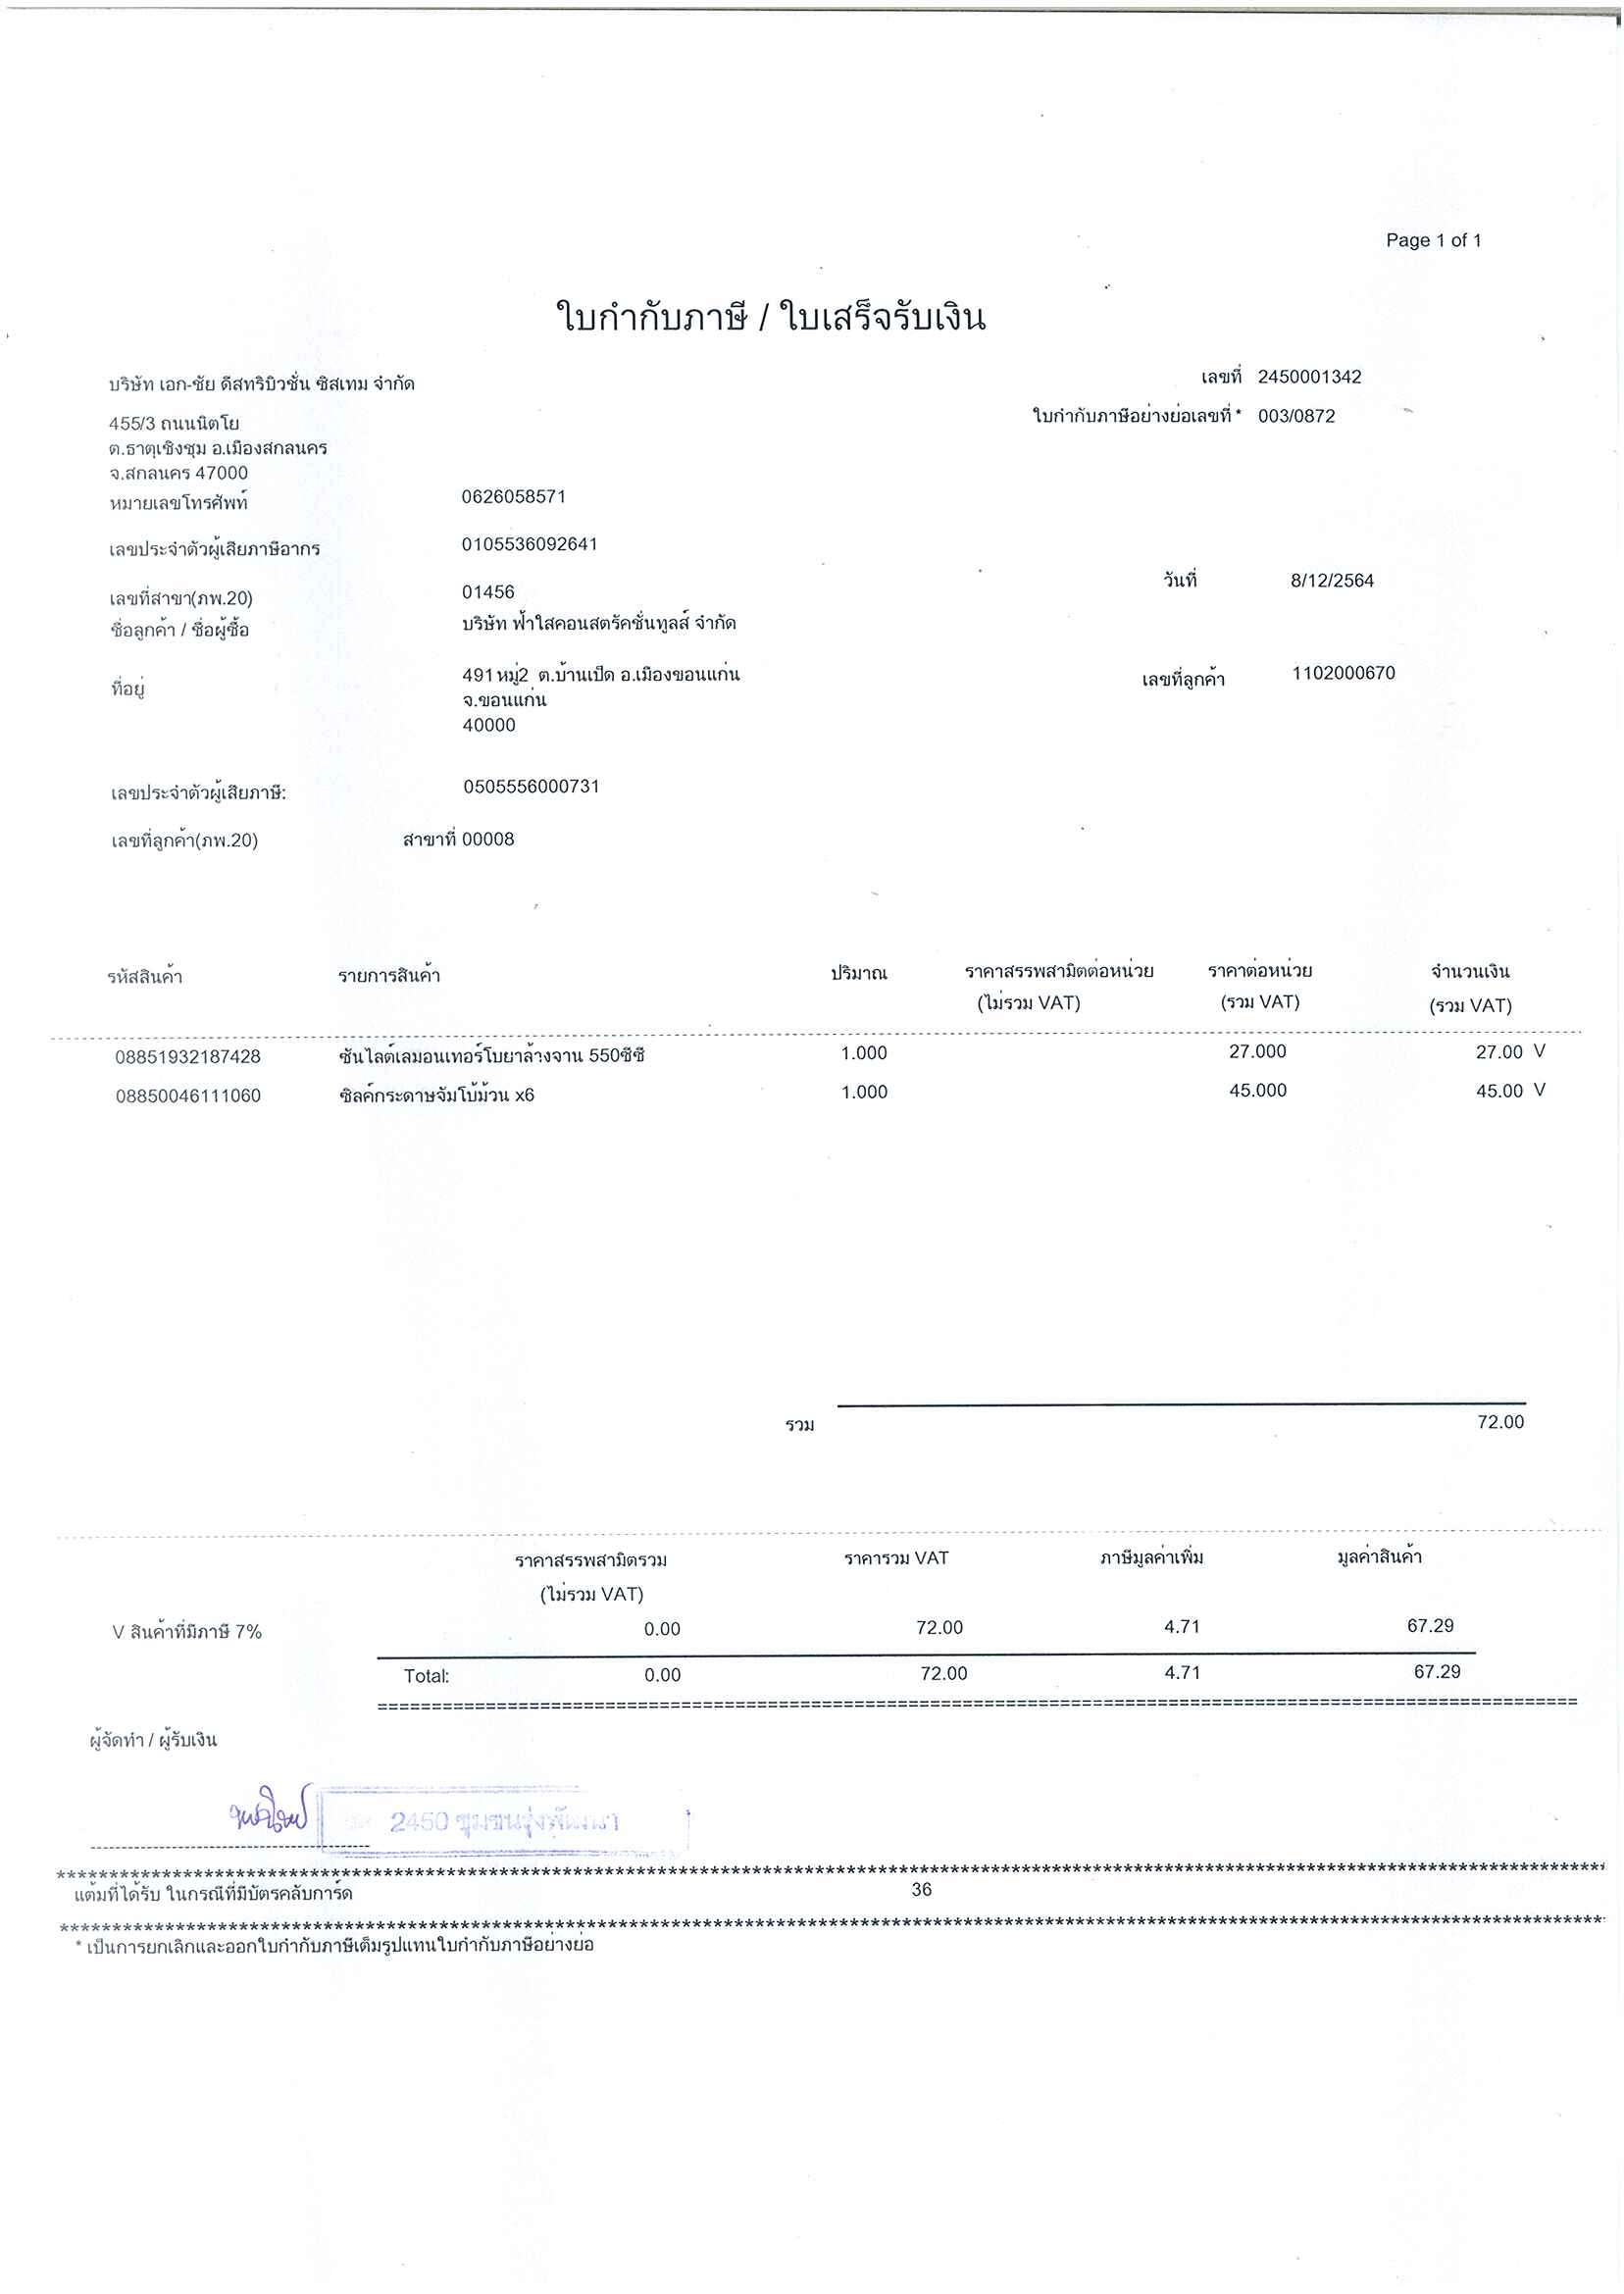 Page 1 of 1
ใบกำกับภาษี / ใบเสร็จรับเงิน
บริษัท เอก-ชัย ดีสทริบิวชั่น ซิสเทม จำกัด
เลขที่ 2450001342
455/3 ถนนนิตโย
ใบกำกับภาษีอย่างย่อเลขที่ * 003/0872
ต.ธาตุเชิงชุม อ.เมืองสกลนคร
จ.สกลนคร 47000
หมายเลขโทรศัพท์ 0626058571
เลขประจำตัวผู้เสียภาษีอากร 0105536092641
วันที่ 8/12/2564
เลขที่สาขา(ภพ.20) 01456
ชื่อลูกค้า / ชื่อผู้ซื้อ บริษัท ฟ้าใสคอนสตรัคชั่นทูลส์ จำกัด
ที่อยู่ 491 หมู่2 ต.บ้านเป็ด อ.เมืองขอนแก่น
เลขที่ลูกค้า 1102000670
จ.ขอนแก่น
40000
เลขประจำตัวผู้เสียภาษี: 0505556000731
เลขที่ลูกค้า(ภพ.20) สาขาที่ 00008
รหัสสินค้า รายการสินค้า ปริมาณ ราคาสรรพสามิตต่อหน่วย ราคาต่อหน่วย จำนวนเงิน
(ไม่รวม VAT) (รวม VAT) (รวม VAT)
08851932187428 ซันไลต์เลมอนเทอร์โบยาล้างจาน 550ซีซี 1.000 27.000 27.00 V
08850046111060 ซิลค์กระดาษจัมโบ้ม้วน x6 1.000 45.000 45.00 V
รวม 72.00
ราคาสรรพสามิตรวม ราคารวม VAT ภาษีมูลค่าเพิ่ม มูลค่าสินค้า
(ไม่รวม VAT)
V สินค้าที่มีภาษี 7% 0.00 72.00 4.71 67.29
Total: 0.00 72.00 4.71 67.29
ผู้จัดทำ / ผู้รับเงิน
2450 ชุมชนรุ่งพัฒนา
แต้มที่ได้รับ ในกรณีที่มีบัตรคลับการ์ด 36
* เป็นการยกเลิกและออกใบกำกับภาษีเต็มรูปแทนใบกำกับภาษีอย่างย่อ